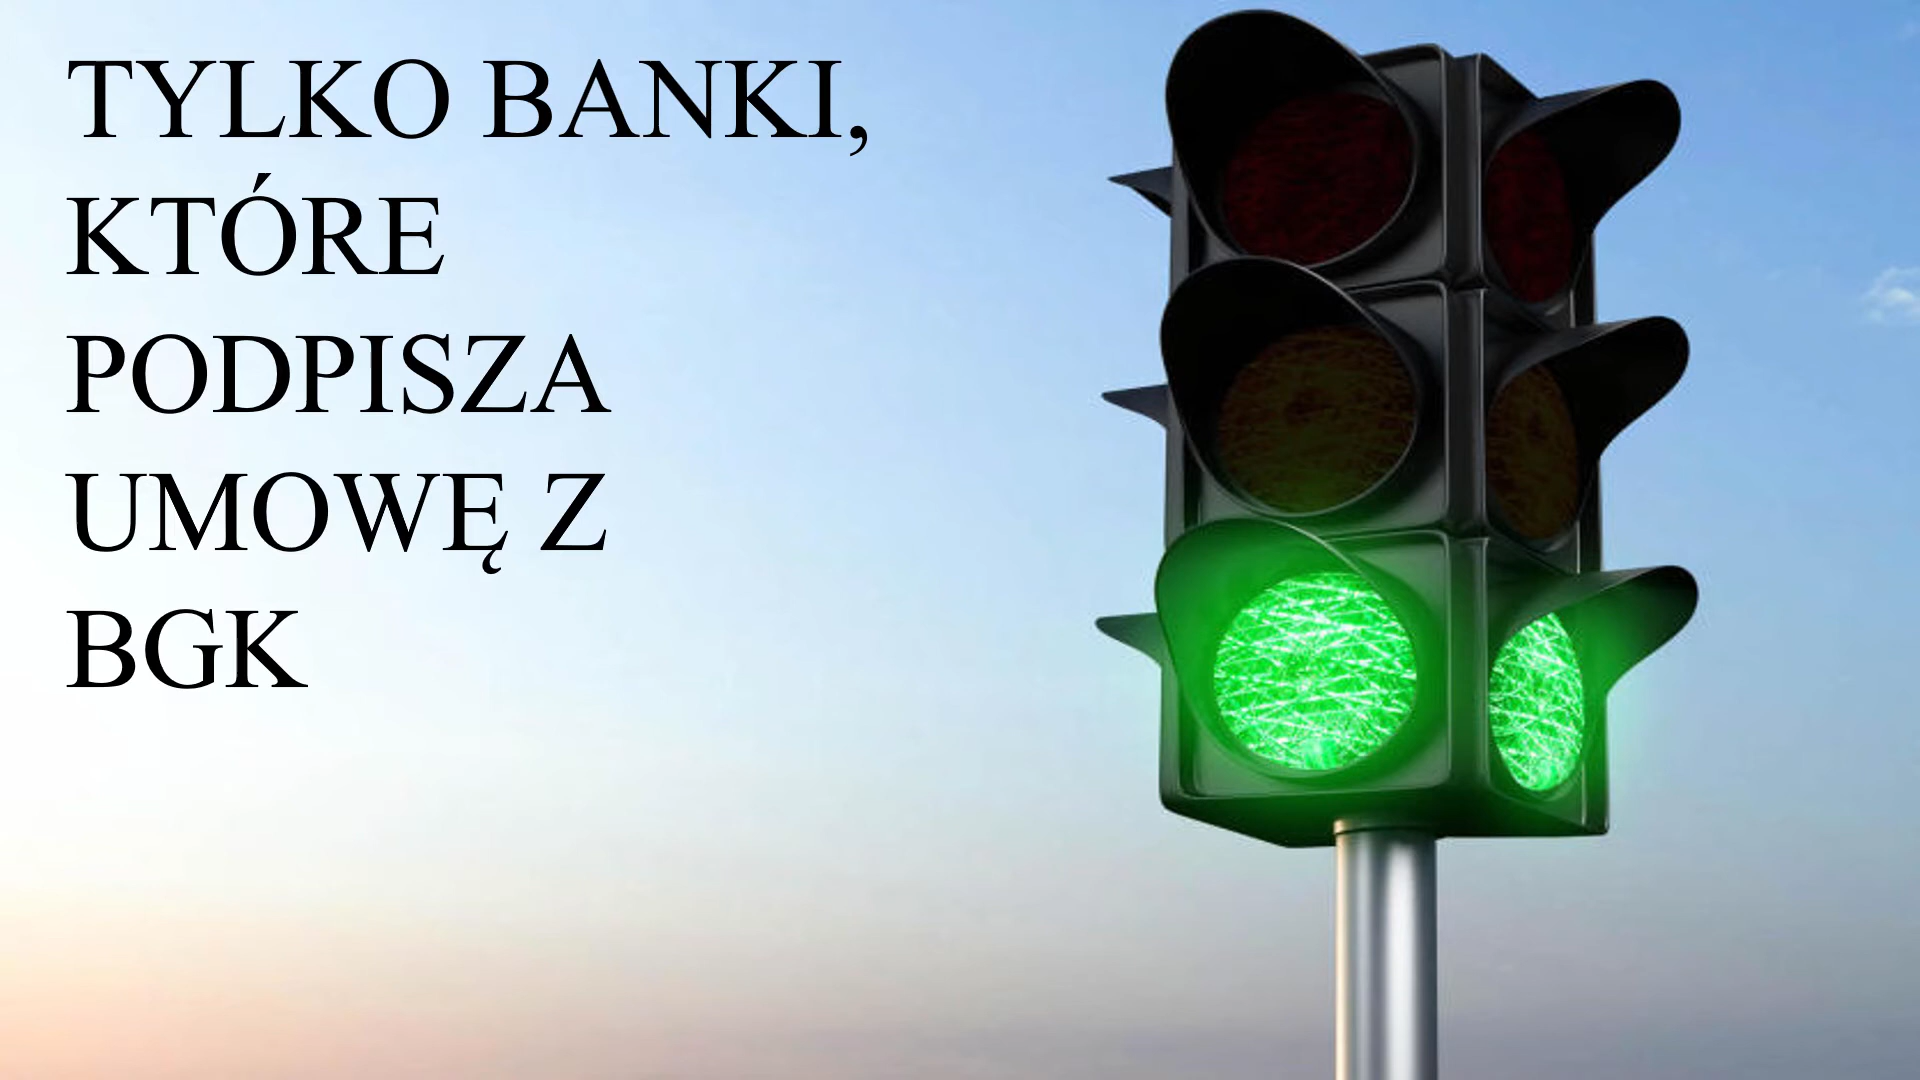 TYLKO BANKI,
KTÓRE
PODPISZA
UMOWĘ Z
BGK